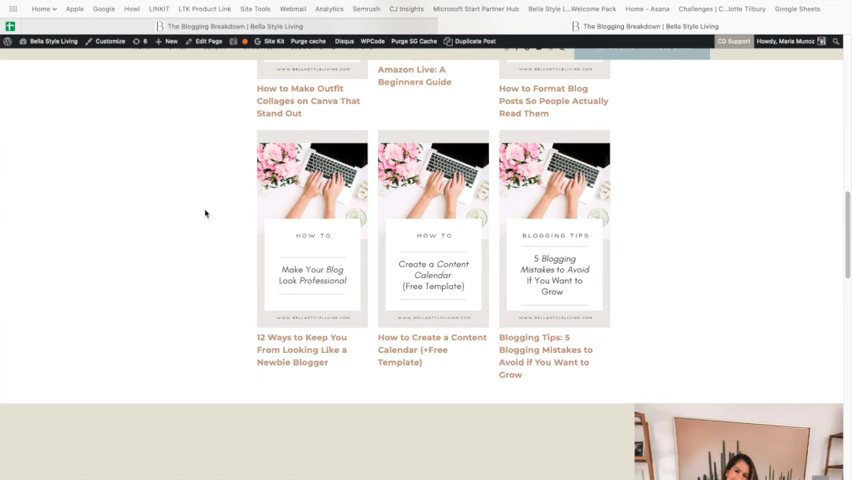 Home Apple Google Howl LINKIT LTK Product Link Site Tools Webmail Analytics Semrush CJ Insights Microsoft Start Partner Hub Bella Style L...Welcome Pack Home - Asana Challenges | C...lotte Tilbury Google Sheets
The Blogging Breakdown | Bella Style Living The Blogging Breakdown | Bella Style Living
Bella Style Living Customize 6 New Edit Page Site Kit Purge cache Disqus WPCode Purge SG Cache Duplicate Post CD Support Howdy, Maria Munoz
WWW.BELLASTYLELIVING.COM WWW.BELLASTYLELIVING.COM
How to Make Outfit
Collages on Canva That
Stand Out
Amazon Live: A
Beginners Guide
How to Format Blog
Posts So People Actually
Read Them
HOW TO
Make Your Blog
Look Professional
WWW.BELLASTYLELIVING.COM
12 Ways to Keep You
From Looking Like a
Newbie Blogger
HOW TO
Create a Content
Calendar
(Free Template)
WWW.BELLASTYLELIVING.COM
How to Create a Content
Calendar (+Free
Template)
BLOGGING TIPS
5 Blogging
Mistakes to Avoid
If You Want to
Grow
WWW.BELLASTYLELIVING.COM
Blogging Tips: 5
Blogging Mistakes to
Avoid if You Want to
Grow